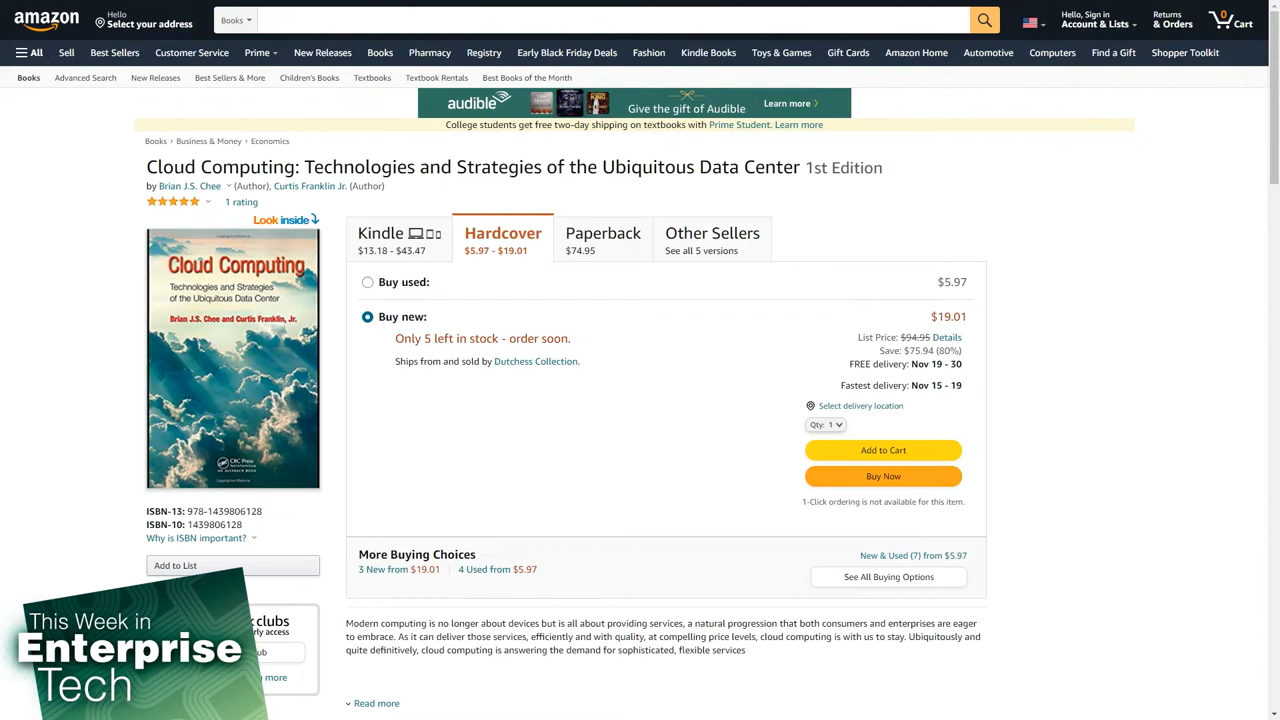 amazon
Hello
Select your address
Books
Hello, Sign in
Account & Lists
Returns
& Orders
0
Cart
All
Sell
Best Sellers
Customer Service
Prime
New Releases
Books
Pharmacy
Registry
Early Black Friday Deals
Fashion
Kindle Books
Toys & Games
Gift Cards
Amazon Home
Automotive
Computers
Find a Gift
Shopper Toolkit
Books
Advanced Search
New Releases
Best Sellers & More
Children's Books
Textbooks
Textbook Rentals
Best Books of the Month
audible
Give the gift of Audible
Learn more
College students get free two-day shipping on textbooks with Prime Student. Learn more
Books › Business & Money › Economics
Cloud Computing: Technologies and Strategies of the Ubiquitous Data Center 1st Edition
by Brian J.S. Chee (Author), Curtis Franklin Jr. (Author)
1 rating
Look inside
Cloud Computing
Technologies and Strategies
of the Ubiquitous Data Center
Brian J.S. Chee and Curtis Franklin, Jr.
CRC Press
Kindle
$13.18 - $43.47
Hardcover
$5.97 - $19.01
Paperback
$74.95
Other Sellers
See all 5 versions
Buy used:
$5.97
Buy new:
$19.01
Only 5 left in stock - order soon.
Ships from and sold by Dutchess Collection.
List Price: $94.95 Details
Save: $75.94 (80%)
FREE delivery: Nov 19 - 30
Fastest delivery: Nov 15 - 19
Select delivery location
Qty: 1
Add to Cart
Buy Now
1-Click ordering is not available for this item.
More Buying Choices
3 New from $19.01
4 Used from $5.97
New & Used (7) from $5.97
See All Buying Options
ISBN-13: 978-1439806128
ISBN-10: 1439806128
Why is ISBN important?
Add to List
clubs
access
Modern computing is no longer about devices but is all about providing services, a natural progression that both consumers and enterprises are eager
to embrace. As it can deliver those services, efficiently and with quality, at compelling price levels, cloud computing is with us to stay. Ubiquitously and
quite definitively, cloud computing is answering the demand for sophisticated, flexible services
more
Read more
This Week in
Enterprise
Tech